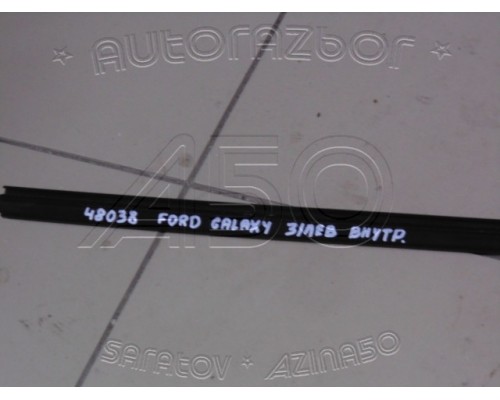 Autorazbor
A50
48038 FORD GALAXY З/ЛЕВ ВНУТР.
Saratov ★ AZINA50